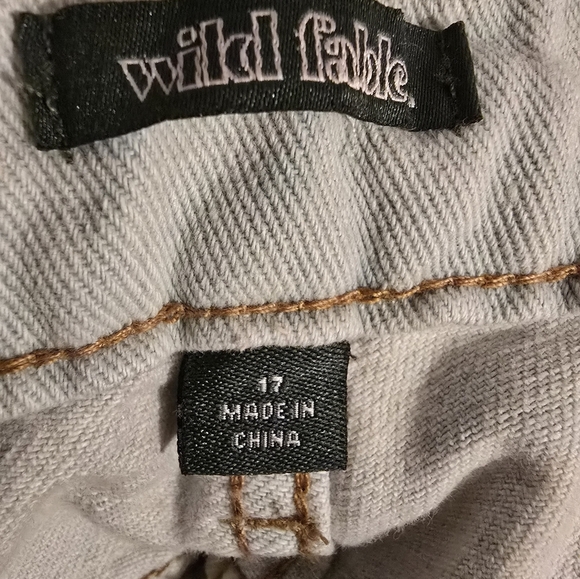 wild fable.
17
MADE IN
CHINA